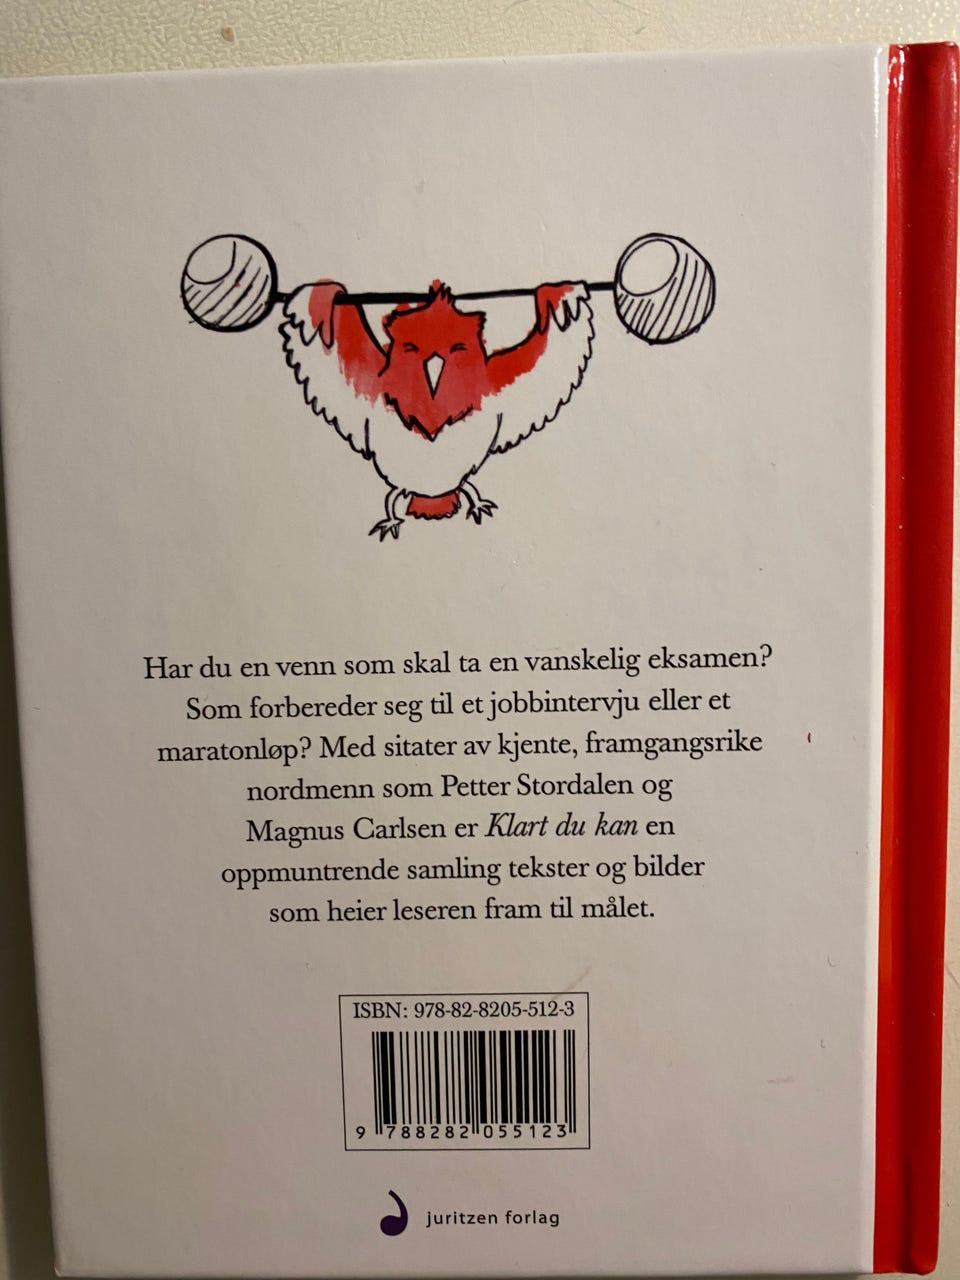 Har du en venn som skal ta en vanskelig eksamen?
Som forbereder seg til et jobbintervju eller et
maratonløp? Med sitater av kjente, framgangsrike
nordmenn som Petter Stordalen og
Magnus Carlsen er Klart du kan en
oppmuntrende samling tekster og bilder
som heier leseren fram til målet.
ISBN: 978-82-8205-512-3
9 788282 055123
juritzen forlag